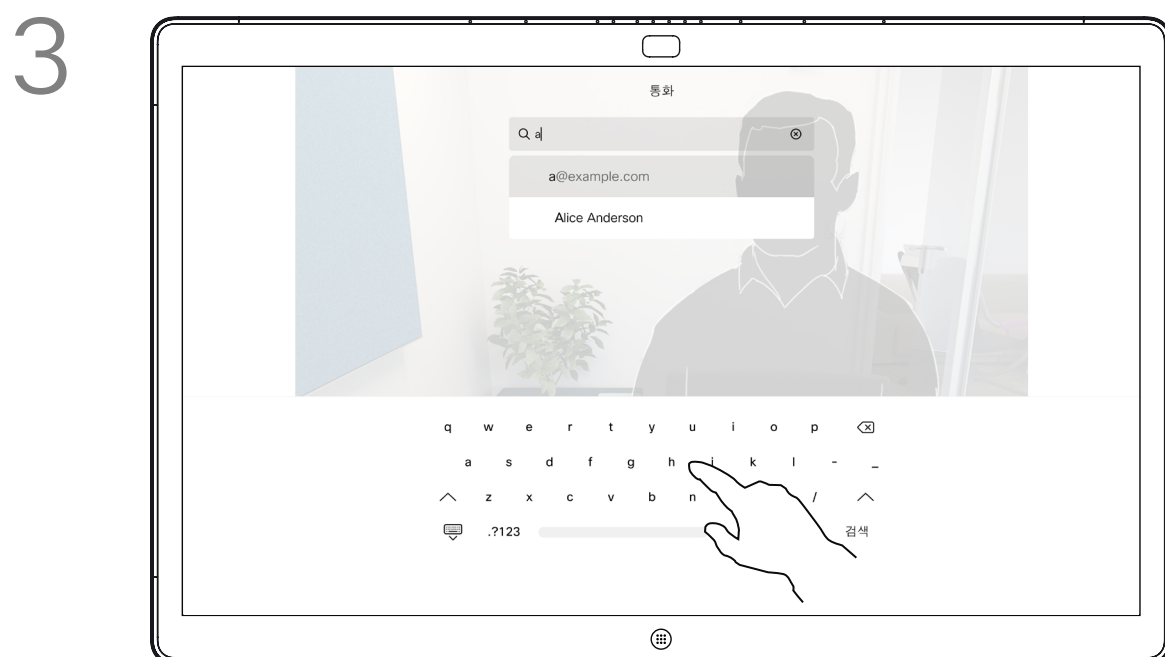 3
통화
a
a@example.com
Alice Anderson
q w e r t y u i o p
a s d f g h j k l - _
z x c v b n /
.?123 검색